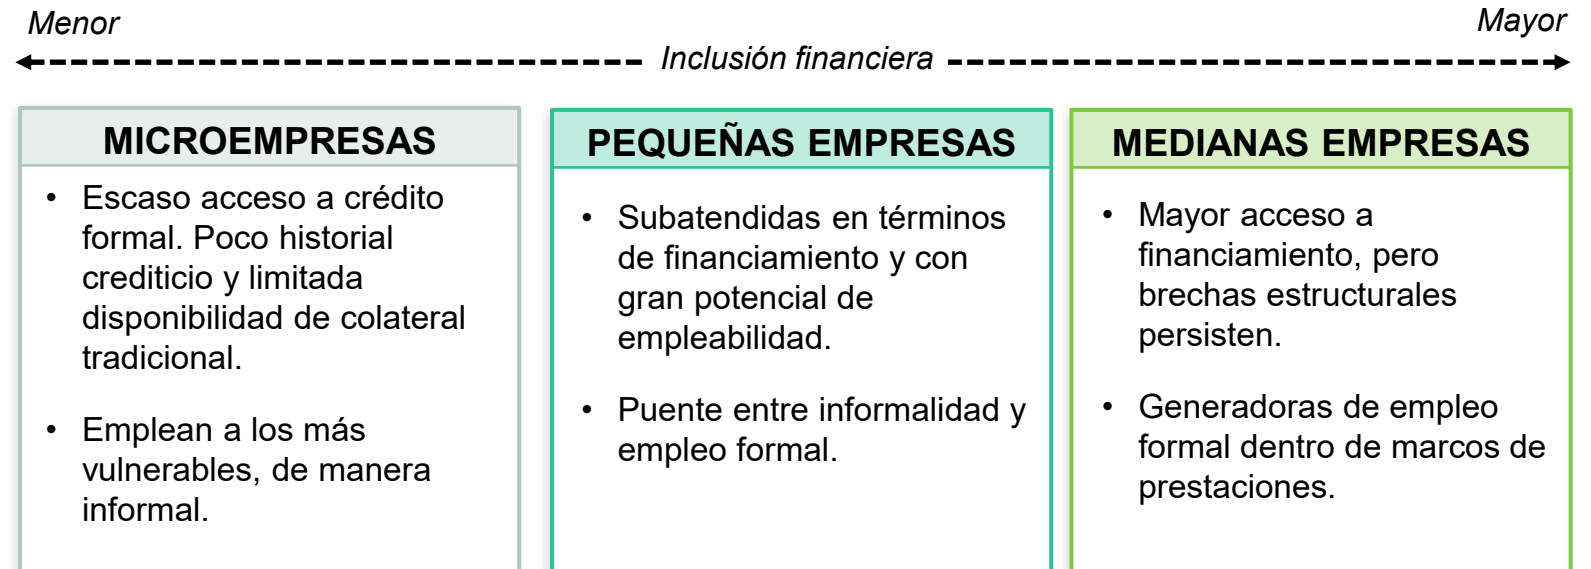 Menor
Mayor
Inclusión financiera
MICROEMPRESAS
• Escaso acceso a crédito
formal. Poco historial
crediticio y limitada
disponibilidad de colateral
tradicional.
• Emplean a los más
vulnerables, de manera
informal.
PEQUEÑAS EMPRESAS
• Subatendidas en términos
de financiamiento y con
gran potencial de
empleabilidad.
• Puente entre informalidad y
empleo formal.
MEDIANAS EMPRESAS
• Mayor acceso a
financiamiento, pero
brechas estructurales
persisten.
• Generadoras de empleo
formal dentro de marcos de
prestaciones.